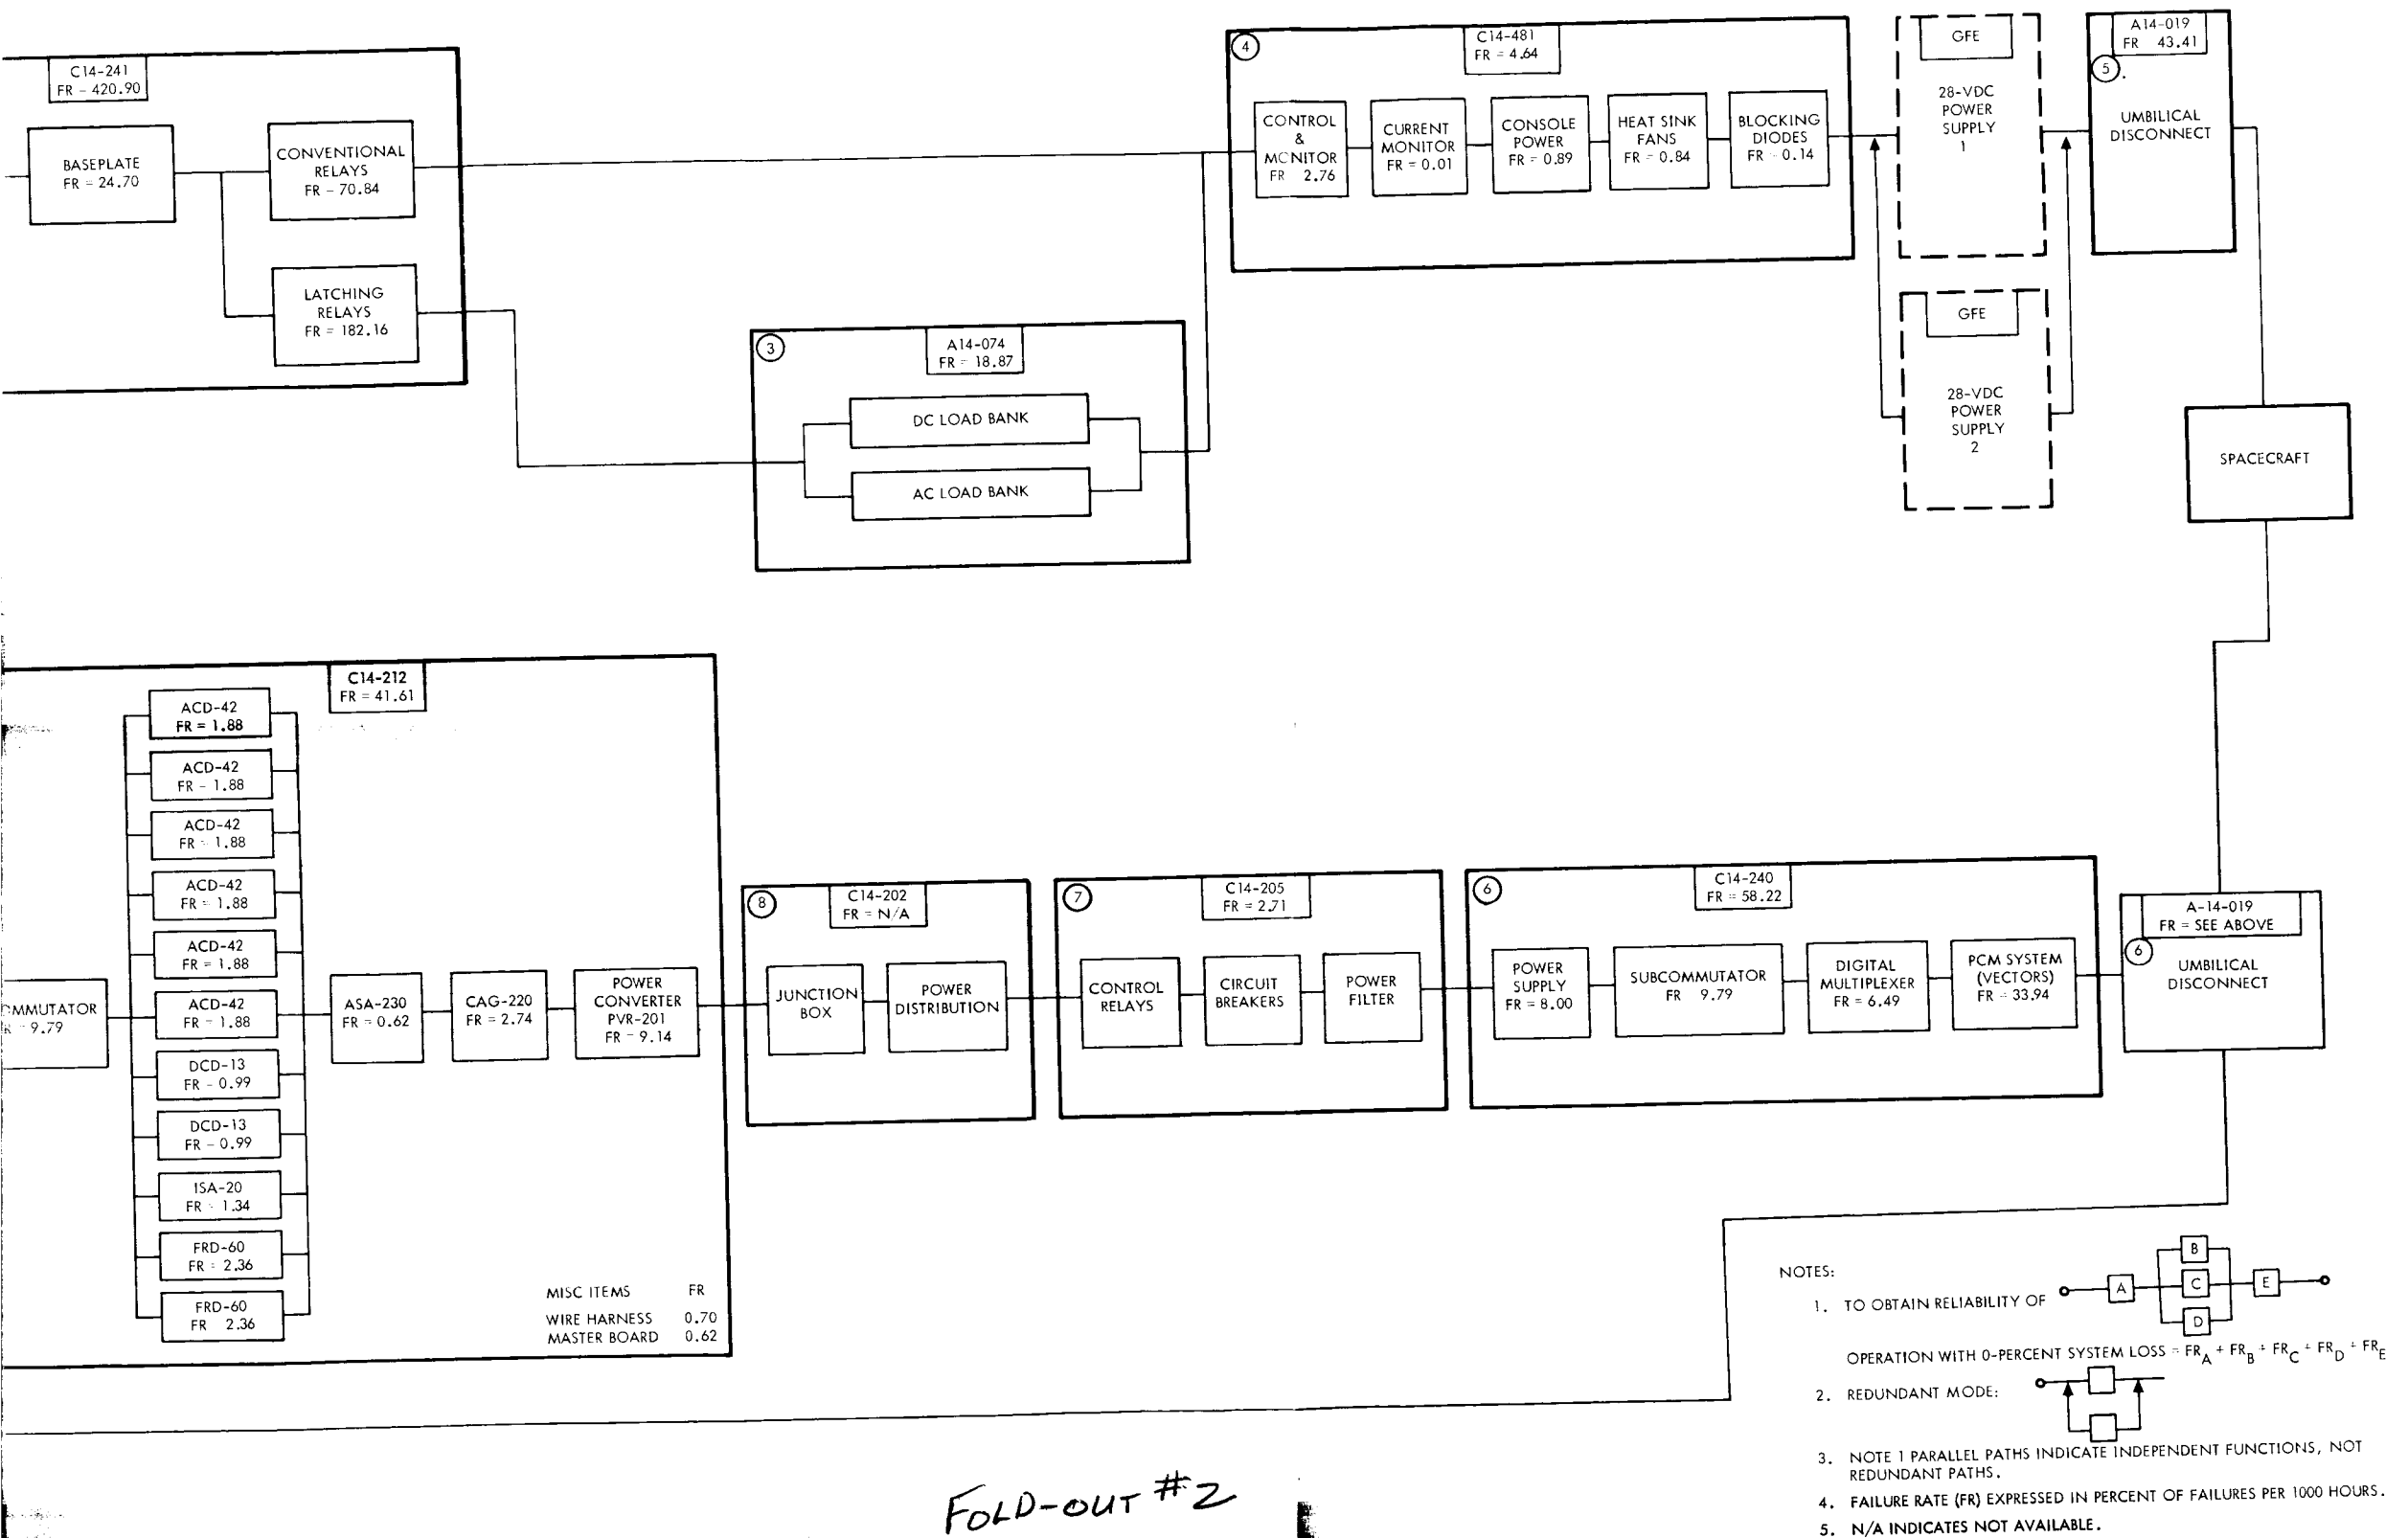 C14-241
FR - 420.90
BASEPLATE
FR = 24.70
CONVENTIONAL
RELAYS
FR - 70.84
LATCHING
RELAYS
FR = 182.16
3
A14-074
FR = 18.87
DC LOAD BANK
AC LOAD BANK
4
C14-481
FR = 4.64
CONTROL
&
MONITOR
FR 2.76
CURRENT
MONITOR
FR = 0.01
CONSOLE
POWER
FR = 0.89
HEAT SINK
FANS
FR = 0.84
BLOCKING
DIODES
FR - 0.14
GFE
28-VDC
POWER
SUPPLY
1
GFE
28-VDC
POWER
SUPPLY
2
A14-019
FR 43.41
5
UMBILICAL
DISCONNECT
SPACECRAFT
C14-212
FR = 41.61
9.79
ACD-42
FR = 1.88
ACD-42
FR - 1.88
ACD-42
FR = 1.88
ACD-42
FR = 1.88
ACD-42
FR = 1.88
ACD-42
FR = 1.88
DCD-13
FR - 0.99
DCD-13
FR - 0.99
ISA-20
FR - 1.34
FRD-60
FR = 2.36
FRD-60
FR 2.36
ASA-230
FR = 0.62
CAG-220
FR = 2.74
POWER
CONVERTER
PVR-201
FR = 9.14
MISC ITEMS FR
WIRE HARNESS 0.70
MASTER BOARD 0.62
8
C14-202
FR = N/A
JUNCTION
BOX
POWER
DISTRIBUTION
7
C14-205
FR = 2.71
CONTROL
RELAYS
CIRCUIT
BREAKERS
POWER
FILTER
6
C14-240
FR = 58.22
POWER
SUPPLY
FR = 8.00
SUBCOMMUTATOR
FR 9.79
DIGITAL
MULTIPLEXER
FR = 6.49
PCM SYSTEM
(VECTORS)
FR = 33.94
A-14-019
FR = SEE ABOVE
6
UMBILICAL
DISCONNECT
NOTES:
1. TO OBTAIN RELIABILITY OF
A B C D E
OPERATION WITH 0-PERCENT SYSTEM LOSS = FRA + FRB + FRC + FRD + FRE
2. REDUNDANT MODE:
3. NOTE 1 PARALLEL PATHS INDICATE INDEPENDENT FUNCTIONS, NOT
REDUNDANT PATHS.
4. FAILURE RATE (FR) EXPRESSED IN PERCENT OF FAILURES PER 1000 HOURS.
5. N/A INDICATES NOT AVAILABLE.
FOLD-OUT #2